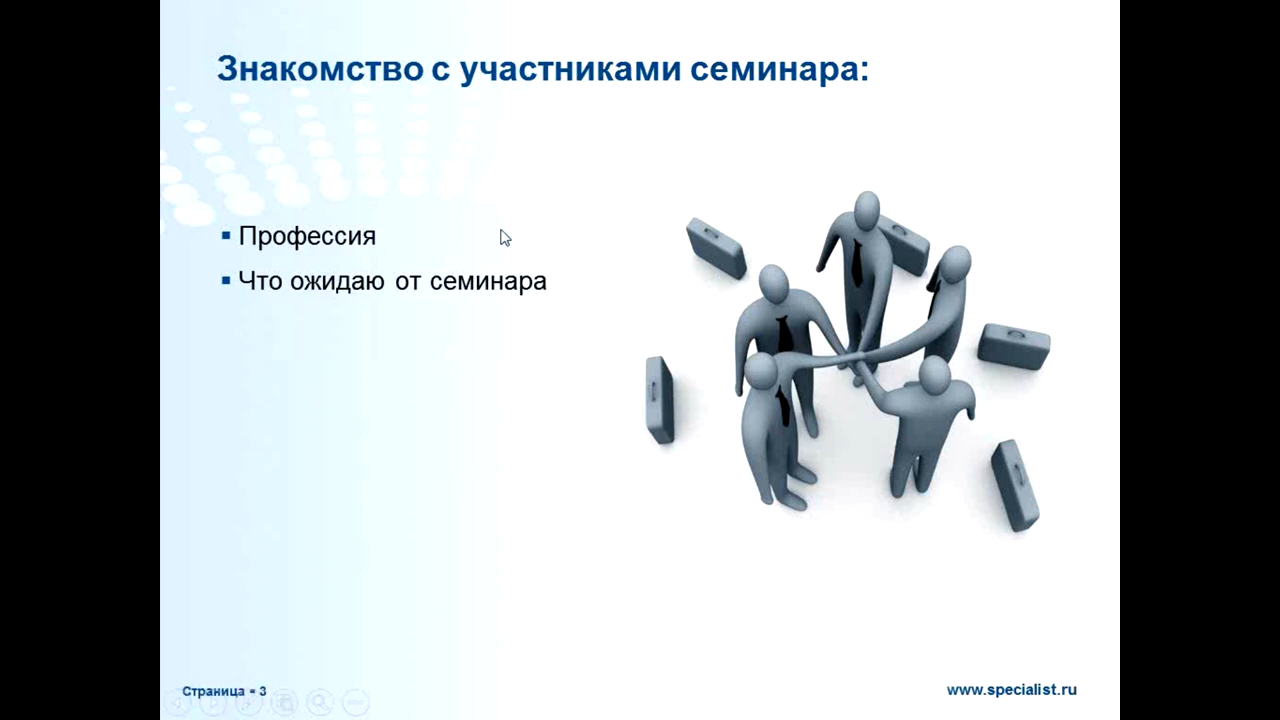 Знакомство с участниками семинара:
Профессия
Что ожидаю от семинара
Страница ▪ 3
www.specialist.ru